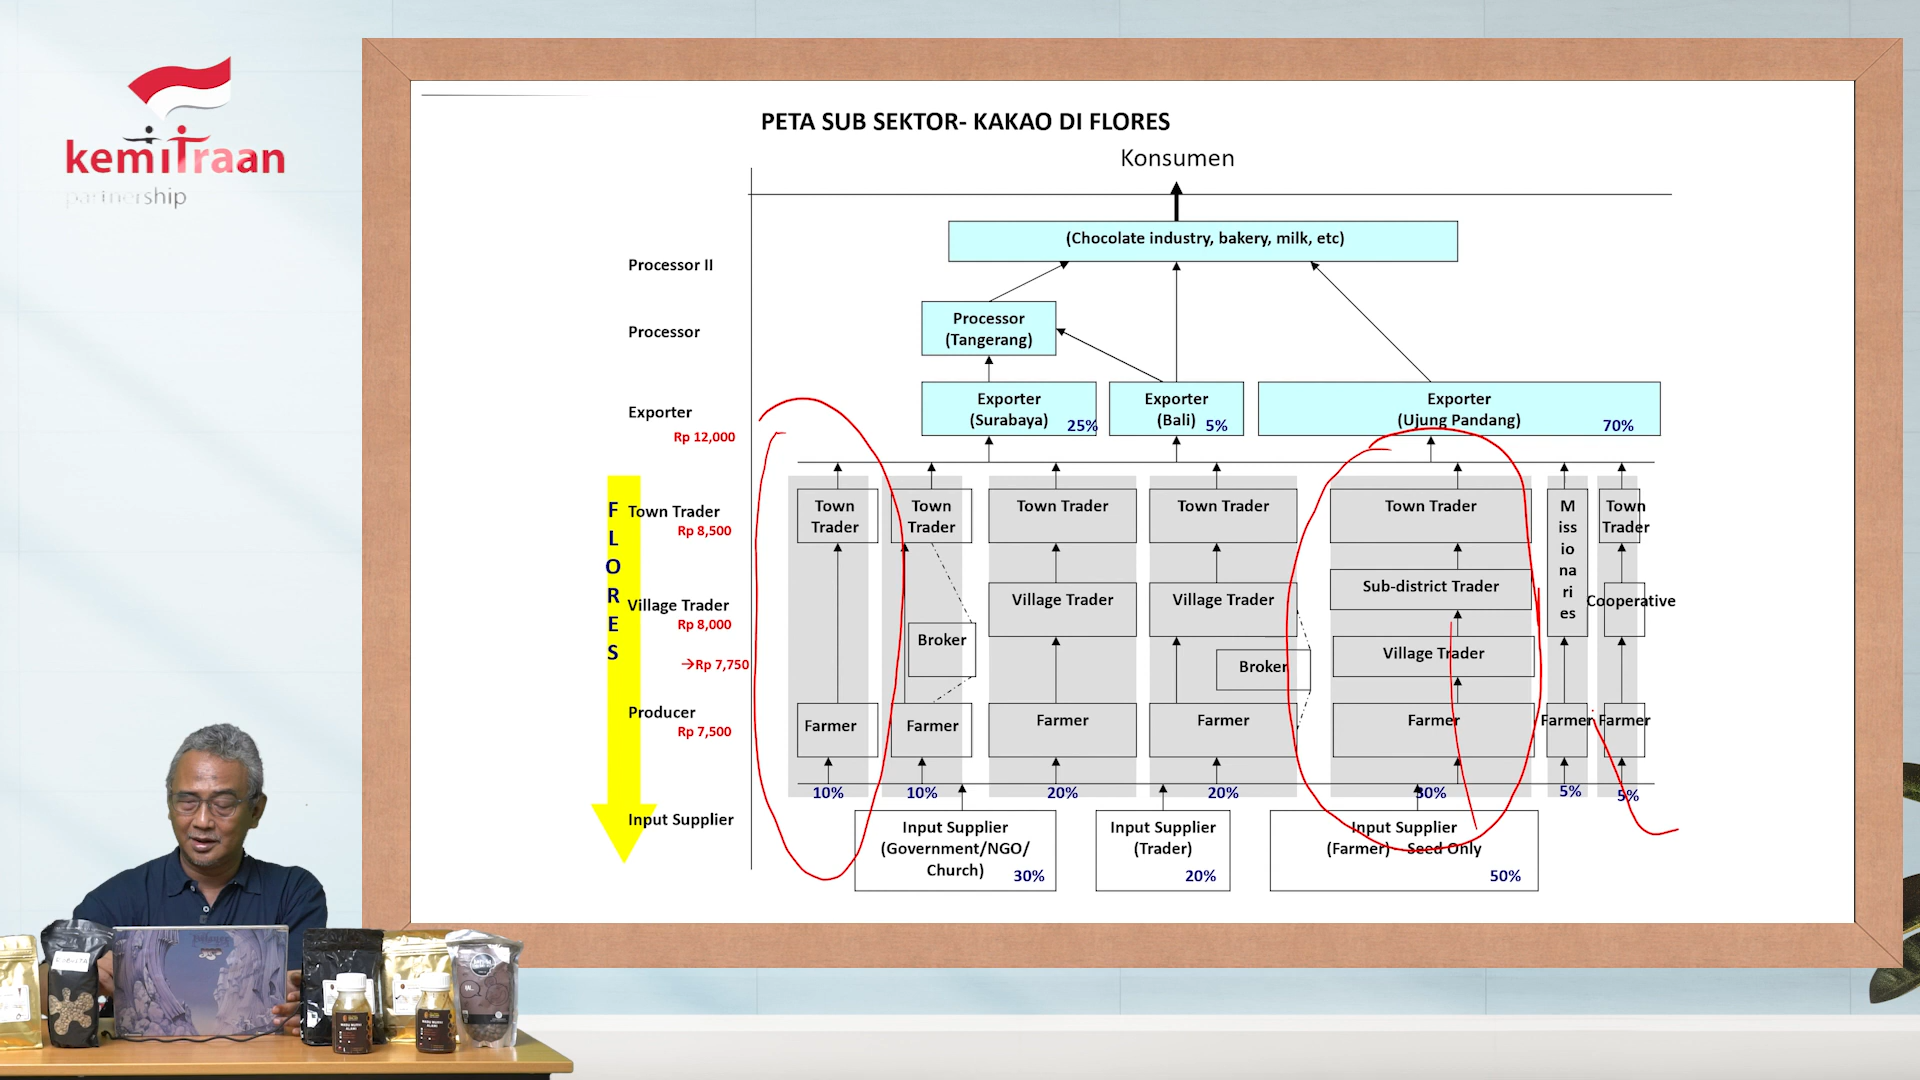 kemitraan
partnership
PETA SUB SEKTOR- KAKAO DI FLORES
Konsumen
(Chocolate industry, bakery, milk, etc)
Processor II
Processor
Processor
(Tangerang)
Exporter
Rp 12,000
Exporter
(Surabaya)
25%
Exporter
(Bali)
5%
Exporter
(Ujung Pandang)
70%
FLORES
Town Trader
Rp 8,500
Town
Trader
Town
Trader
Town Trader
Town Trader
Town Trader
Missionaries
Town
Trader
Sub-district Trader
Village Trader
Rp 8,000
Village Trader
Village Trader
Cooperative
→Rp 7,750
Broker
Broker
Village Trader
Producer
Rp 7,500
Farmer
Farmer
Farmer
Farmer
Farmer
Farmer
Farmer
10%
10%
20%
20%
30%
5%
5%
Input Supplier
Input Supplier
(Government/NGO/
Church)
30%
Input Supplier
(Trader)
20%
Input Supplier
(Farmer) - Seed Only
50%